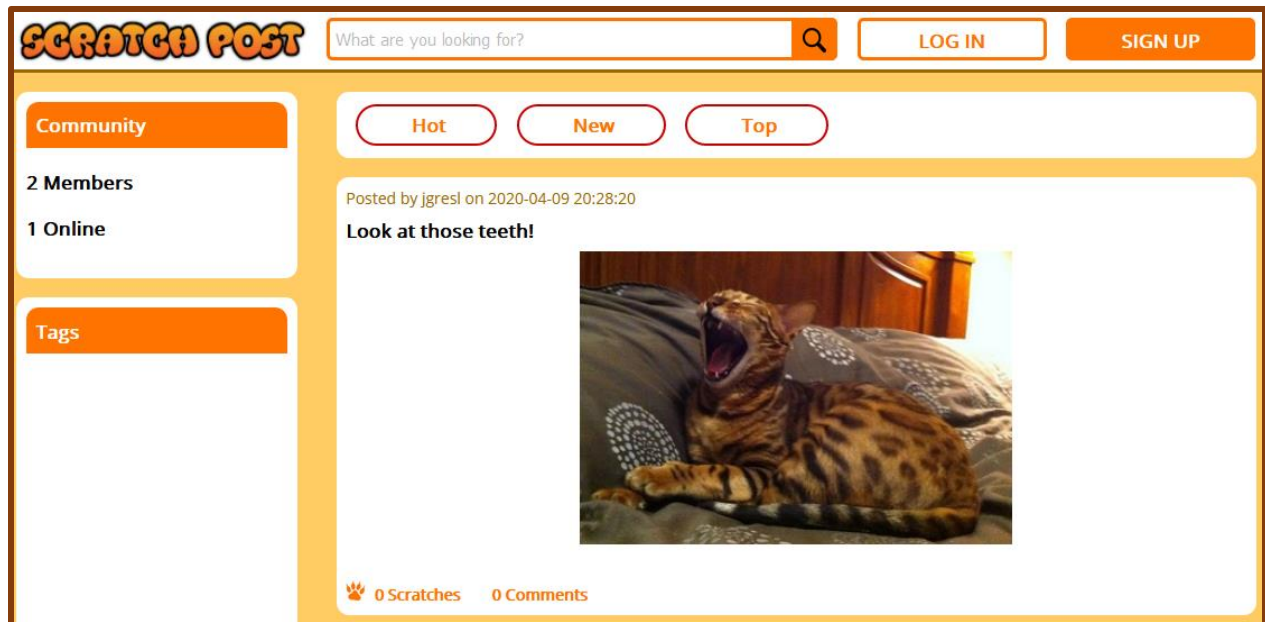 SCRATCH POST
What are you looking for?
LOG IN
SIGN UP
Community
2 Members
1 Online
Tags
Hot
New
Top
Posted by jgresl on 2020-04-09 20:28:20
Look at those teeth!
0 Scratches
0 Comments